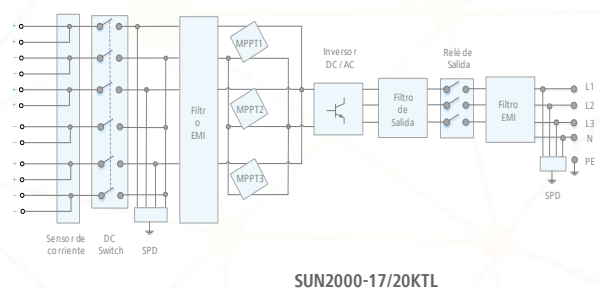 +
+
−
−
+
+
−
−
+
+
−
−
Sensor de
corriente
DC
Switch
SPD
Filtr
o
EMI
MPPT1
MPPT2
MPPT3
Inversor
DC / AC
Filtro
de
Salida
Relé de
Salida
Filtro
EMI
L1
L2
L3
N
PE
SPD
SUN2000-17/20KTL